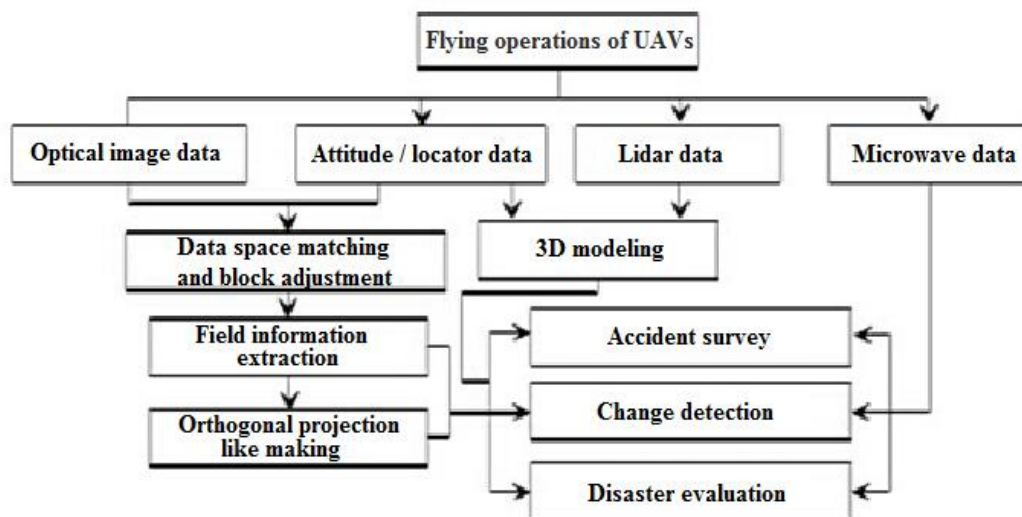 Flying operations of UAVs
Optical image data
Attitude / locator data
Lidar data
Microwave data
Data space matching
and block adjustment
3D modeling
Field information
extraction
Accident survey
Orthogonal projection
like making
Change detection
Disaster evaluation